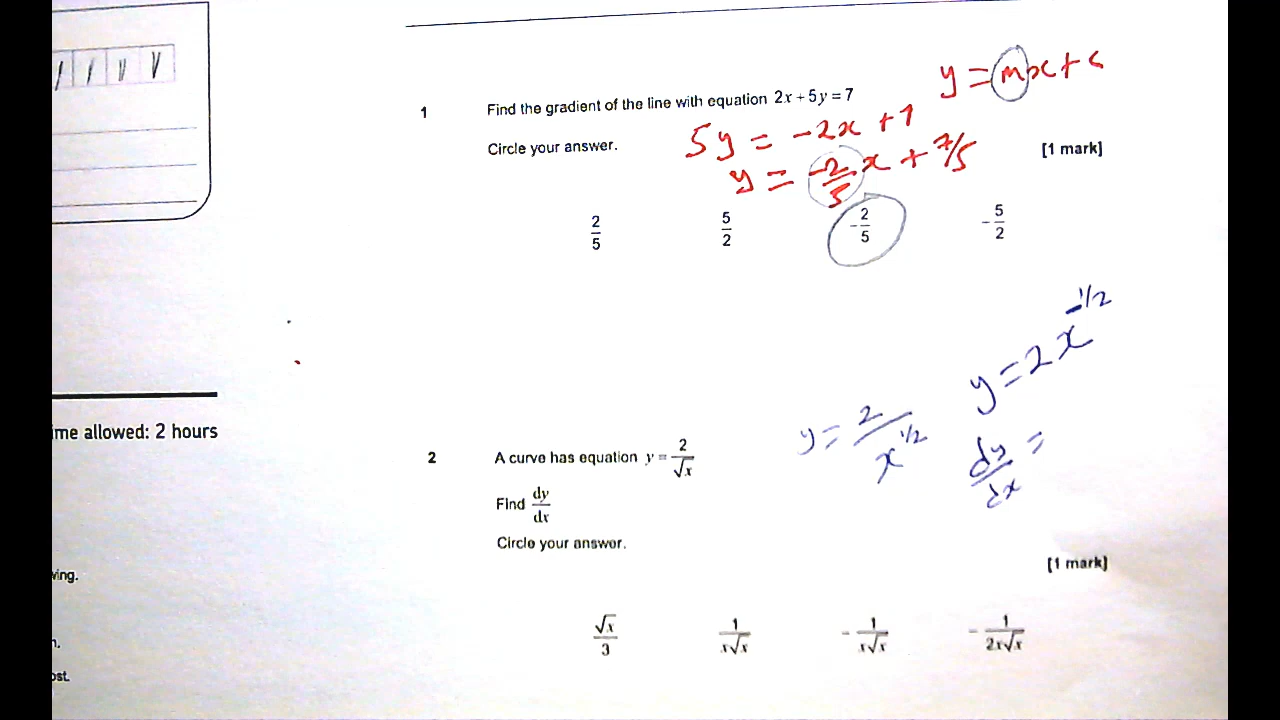 y = mx + c
1 Find the gradient of the line with equation 2x + 5y = 7
5y = -2x + 7
Circle your answer.
[1 mark]
y = -2/5 x + 7/5
2/5 5/2 -2/5 -5/2
y = 2x^-1/2
ime allowed: 2 hours
y = 2/x^1/2
dy/dx =
2 A curve has equation y = 2/√x
Find dy/dx
Circle your answer.
[1 mark]
ving.
√x/3 1/x√x -1/x√x -1/2x√x
n.
ost.